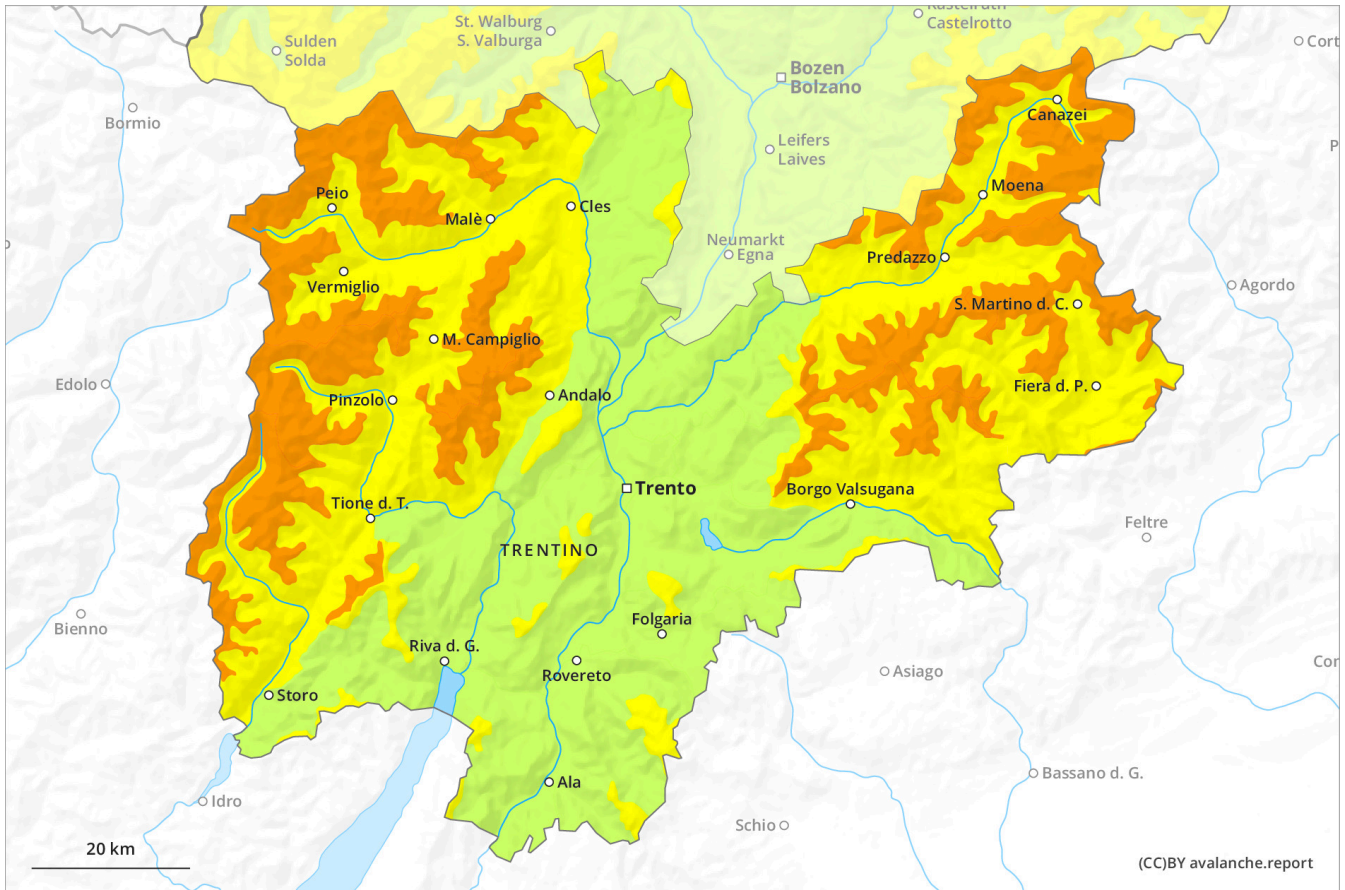 Kastelruth
Castelrotto
St. Walburg
S. Valburga
Sulden
Solda
Cort
Bozen
Bolzano
Bormio
Canazei
Leifers
Laives
P
Moena
Peio
Cles
Malè
Neumarkt
Egna
Predazzo
Vermiglio
Agordo
S. Martino d. C.
M. Campiglio
Edolo
Fiera d. P.
Andalo
Pinzolo
Trento
Borgo Valsugana
Tione d. T.
Feltre
TRENTINO
Bienno
Folgaria
Riva d. G.
Cor
Asiago
Rovereto
Storo
Bassano d. G.
Ala
Idro
Schio
20 km
(CC)BY avalanche.report